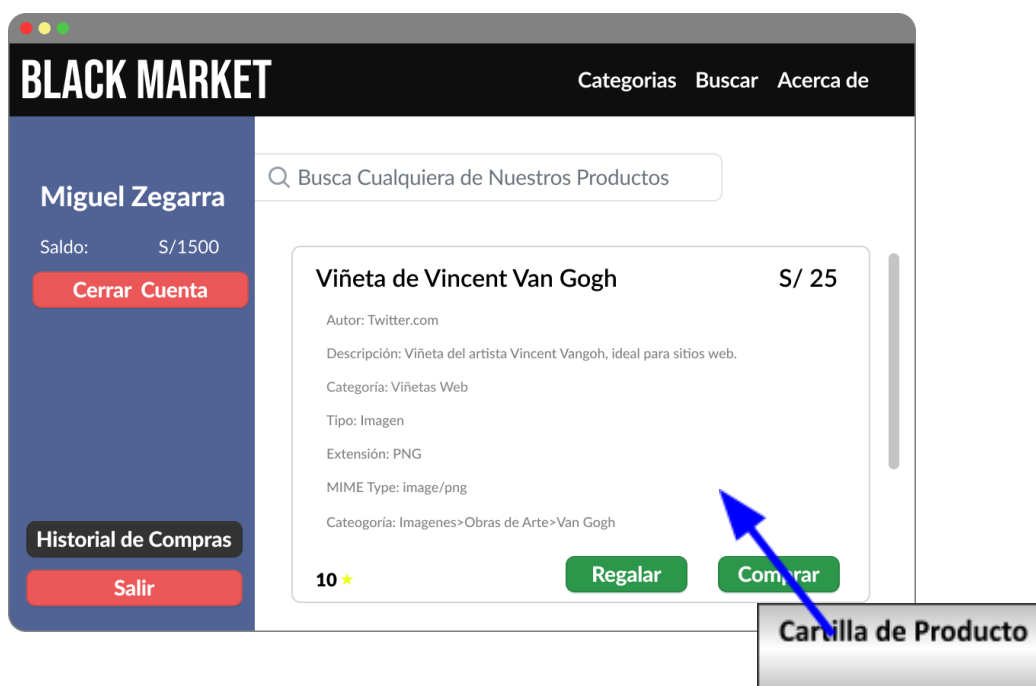 BLACK MARKET
Categorias Buscar Acerca de
Miguel Zegarra
Saldo: S/1500
Cerrar Cuenta
Historial de Compras
Salir
Busca Cualquiera de Nuestros Productos
Viñeta de Vincent Van Gogh S/ 25
Autor: Twitter.com
Descripción: Viñeta del artista Vincent Vangoh, ideal para sitios web.
Categoría: Viñetas Web
Tipo: Imagen
Extensión: PNG
MIME Type: image/png
Cateogoría: Imagenes>Obras de Arte>Van Gogh
10 Regalar Comprar
Cartilla de Producto